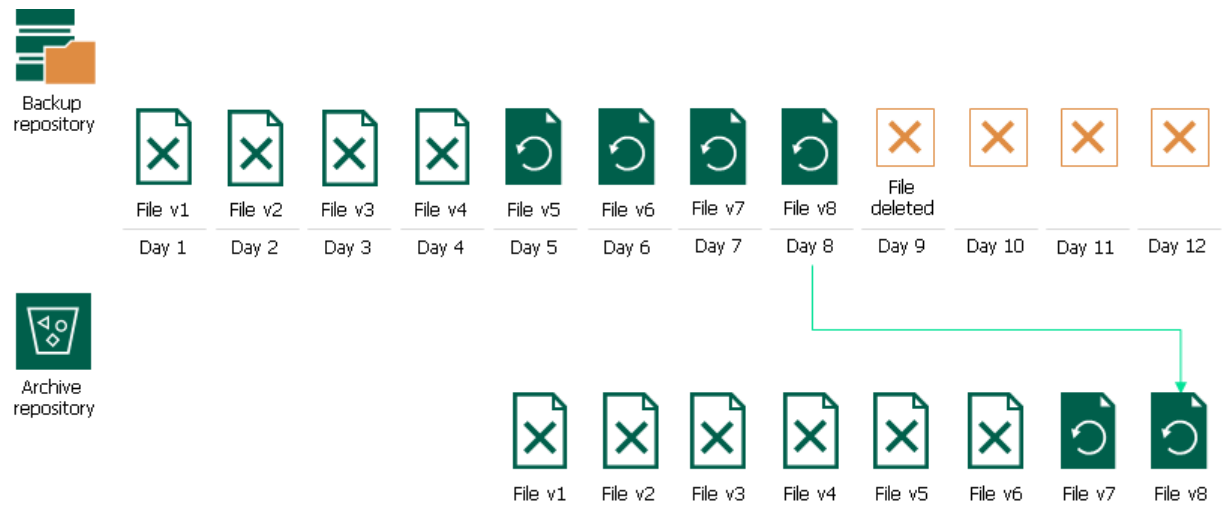 Backup
repository
File v1
File v2
File v3
File v4
File v5
File v6
File v7
File v8
File
deleted
Day 1
Day 2
Day 3
Day 4
Day 5
Day 6
Day 7
Day 8
Day 9
Day 10
Day 11
Day 12
Archive
repository
File v1
File v2
File v3
File v4
File v5
File v6
File v7
File v8